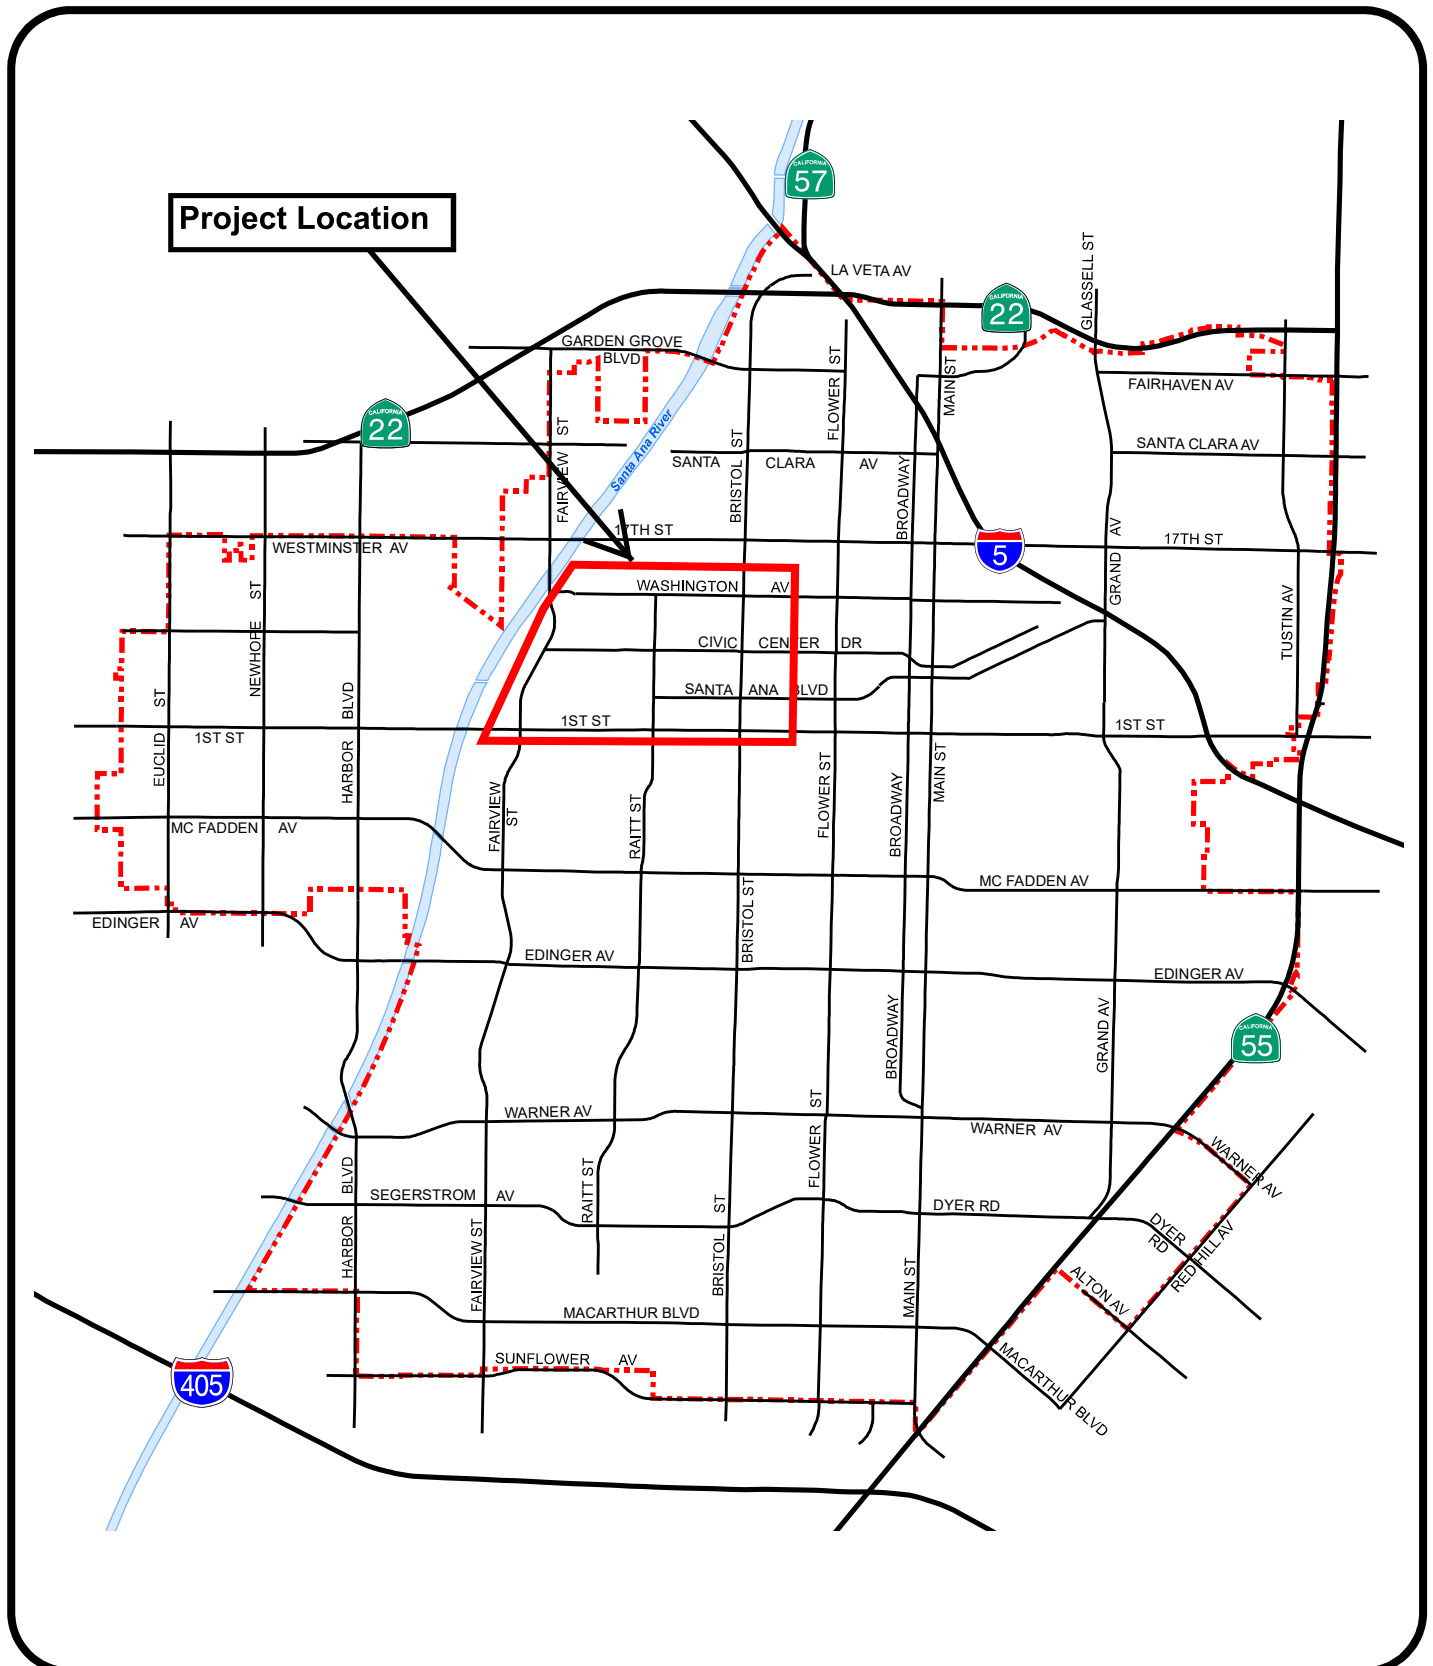 CALIFORNIA
57
Project Location
LA VETA AV
GLASSELL ST
CALIFORNIA
22
GARDEN GROVE
BLVD
FLOWER ST
MAIN ST
FAIRHAVEN AV
CALIFORNIA
22
FAIRVIEW ST
Santa Ana River
BRISTOL ST
SANTA CLARA AV
SANTA CLARA AV
BROADWAY
17TH ST
WESTMINSTER AV
5
GRAND AV
17TH ST
NEWHOPE ST
WASHINGTON AV
TUSTIN AV
CIVIC CENTER DR
EUCLID ST
HARBOR BLVD
SANTA ANA BLVD
1ST ST
1ST ST
1ST ST
FAIRVIEW ST
RAITT ST
FLOWER ST
BROADWAY
MAIN ST
MC FADDEN AV
MC FADDEN AV
BRISTOL ST
EDINGER AV
EDINGER AV
EDINGER AV
BROADWAY
GRAND AV
CALIFORNIA
55
WARNER AV
FLOWER ST
WARNER AV
WARNER AV
HARBOR BLVD
SEGERSTROM AV
RAITT ST
BRISTOL ST
DYER RD
DYER
RD
RED HILL AV
FAIRVIEW ST
MAIN ST
ALTON AV
MACARTHUR BLVD
MACARTHUR BLVD
SUNFLOWER AV
405